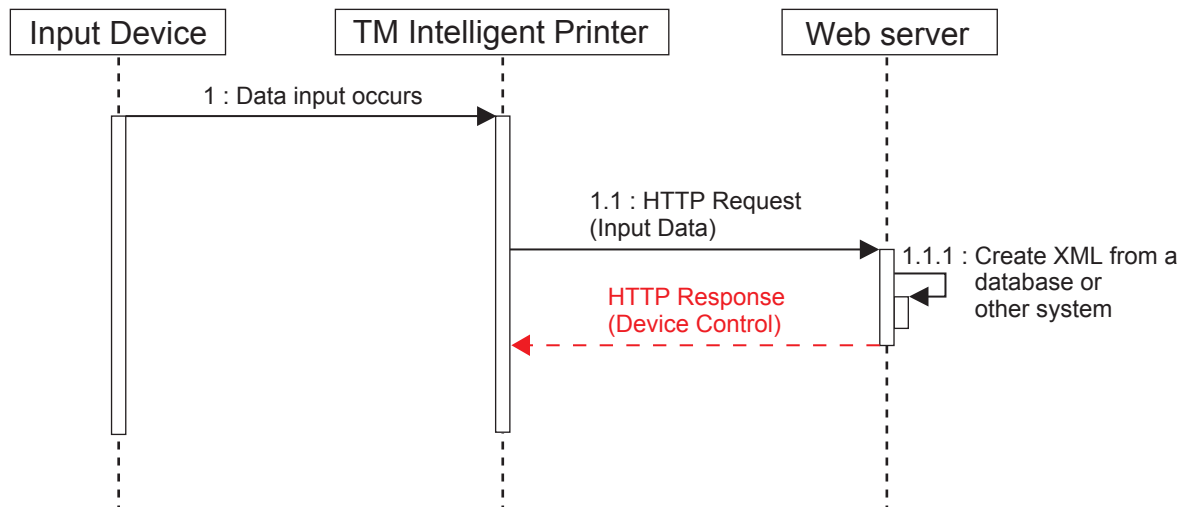 Input Device
TM Intelligent Printer
Web server
1 : Data input occurs
1.1 : HTTP Request
(Input Data)
1.1.1 : Create XML from a
database or
other system
HTTP Response
(Device Control)